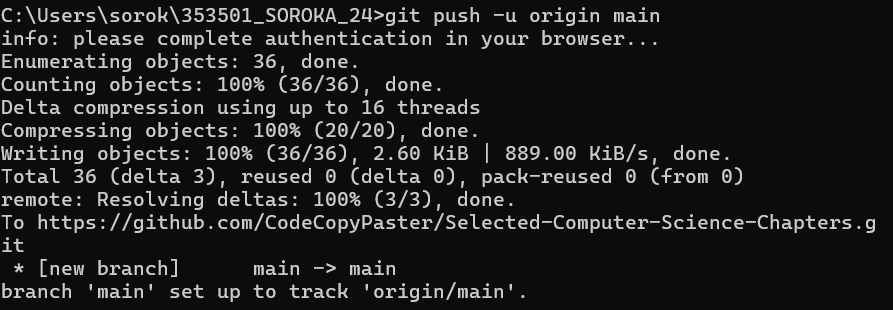 C:\Users\sorok\353501_SOROKA_24>git push -u origin main
info: please complete authentication in your browser...
Enumerating objects: 36, done.
Counting objects: 100% (36/36), done.
Delta compression using up to 16 threads
Compressing objects: 100% (20/20), done.
Writing objects: 100% (36/36), 2.60 KiB | 889.00 KiB/s, done.
Total 36 (delta 3), reused 0 (delta 0), pack-reused 0 (from 0)
remote: Resolving deltas: 100% (3/3), done.
To https://github.com/CodeCopyPaster/Selected-Computer-Science-Chapters.g
it
 * [new branch]      main -> main
branch 'main' set up to track 'origin/main'.